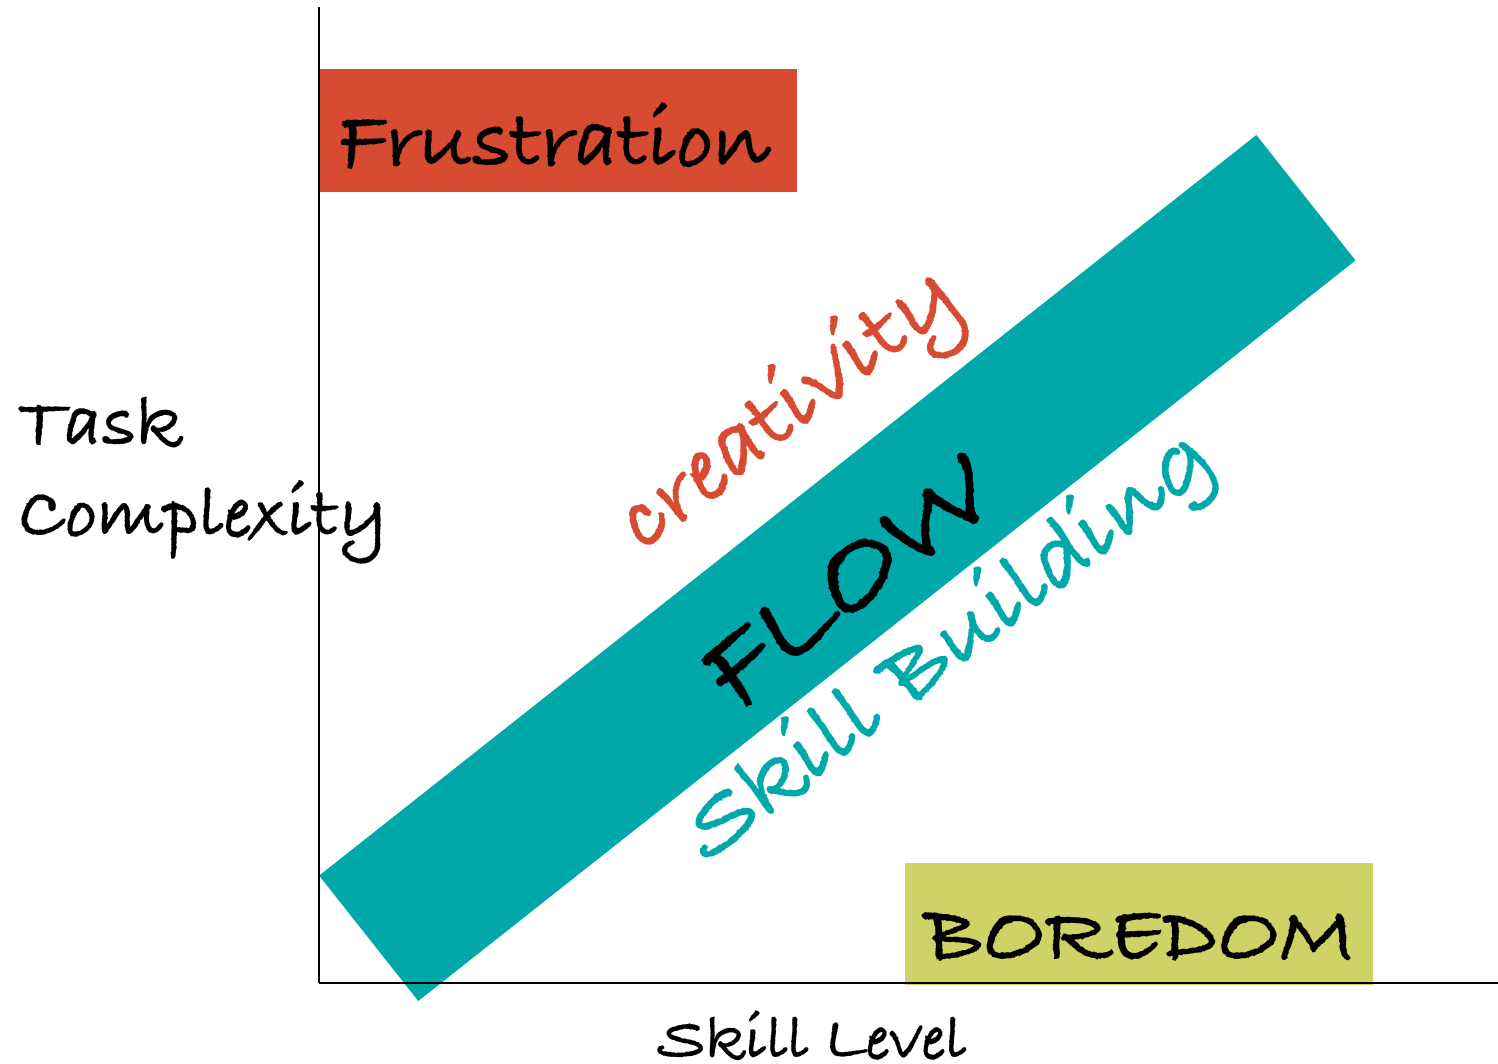 Frustration
creativity
Task
Complexity
FLOW
Skill Building
BOREDOM
Skill Level